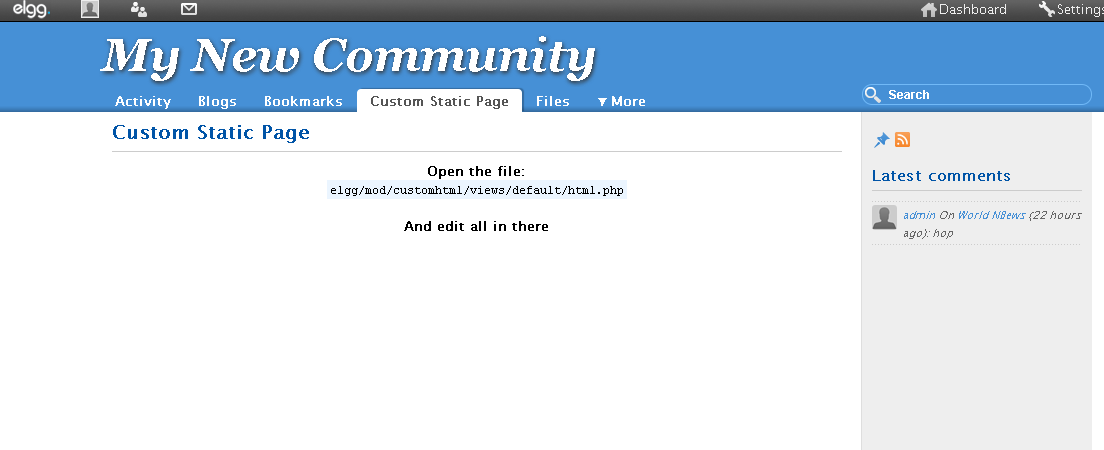 elgg.
Dashboard
Settings
My New Community
Activity
Blogs
Bookmarks
Custom Static Page
Files
More
Search
Custom Static Page
Open the file:
elgg/mod/customhtml/views/default/html.php
And edit all in there
Latest comments
admin On World NBews (22 hours
ago): hop